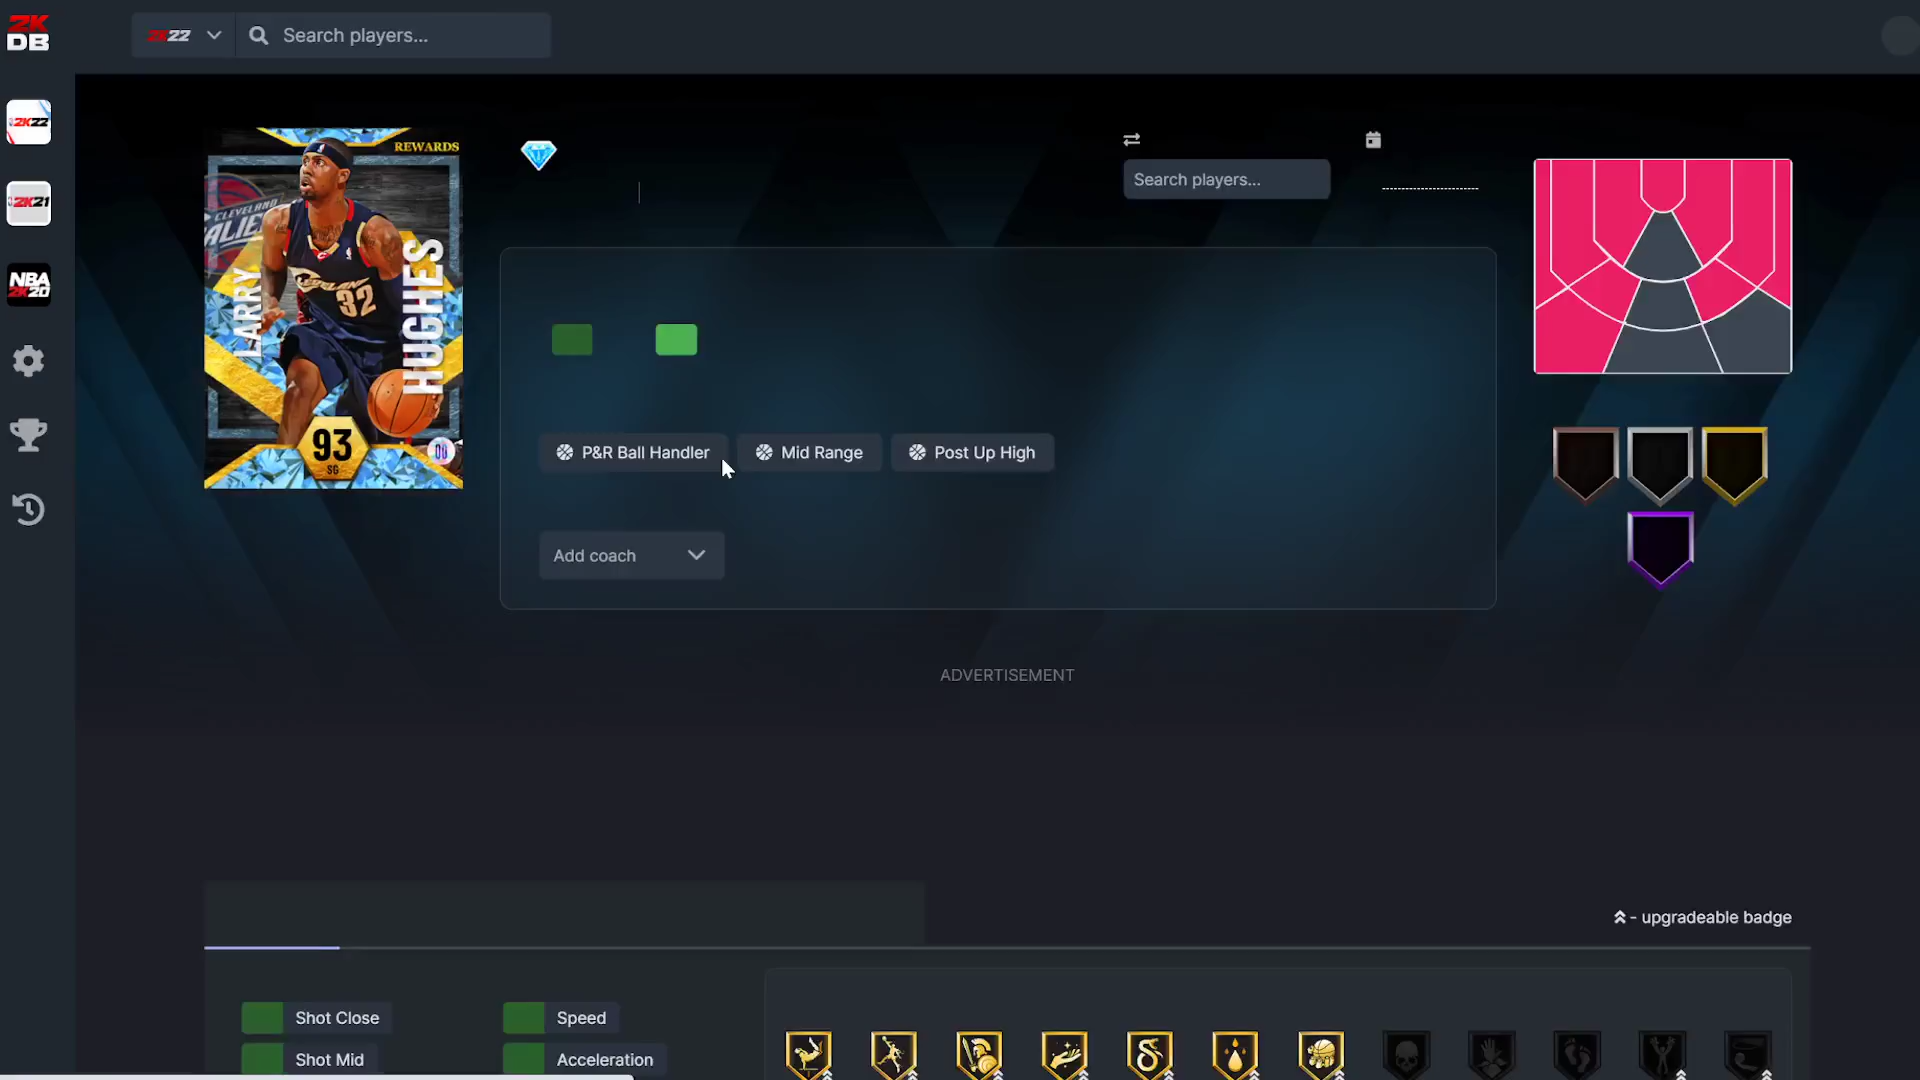 2K
DB
2K22
Search players...
2K22
2K21
NBA
2K20
REWARDS
CLEVELAND
LARRY
HUGHES
CLEVELAND
32
93
SG
Search players...
P&R Ball Handler
Mid Range
Post Up High
Add coach
ADVERTISEMENT
- upgradeable badge
Shot Close
Speed
Shot Mid
Acceleration